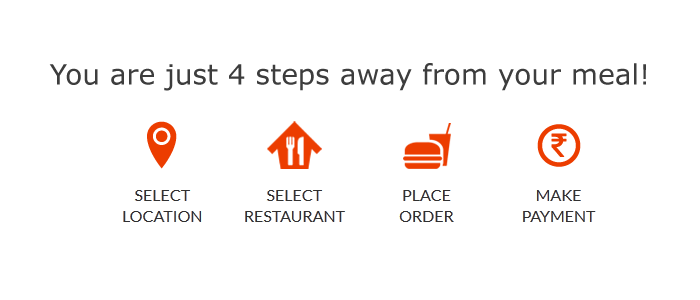 You are just 4 steps away from your meal!
SELECT LOCATION
SELECT RESTAURANT
PLACE ORDER
MAKE PAYMENT